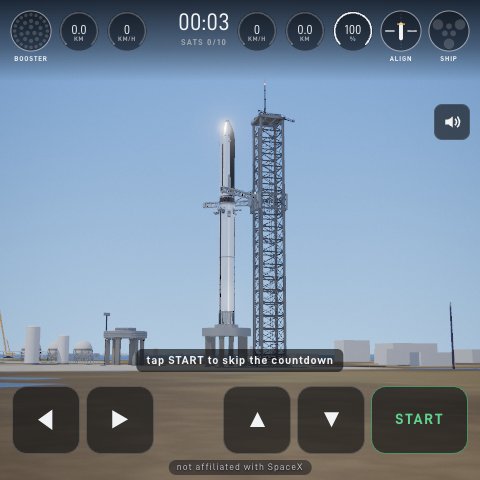 00:03
SATS 0/10
0.0
KM
0
KM/H
0
KM/H
0.0
KM
100
%
BOOSTER
ALIGN
SHIP
tap START to skip the countdown
START
not affiliated with SpaceX